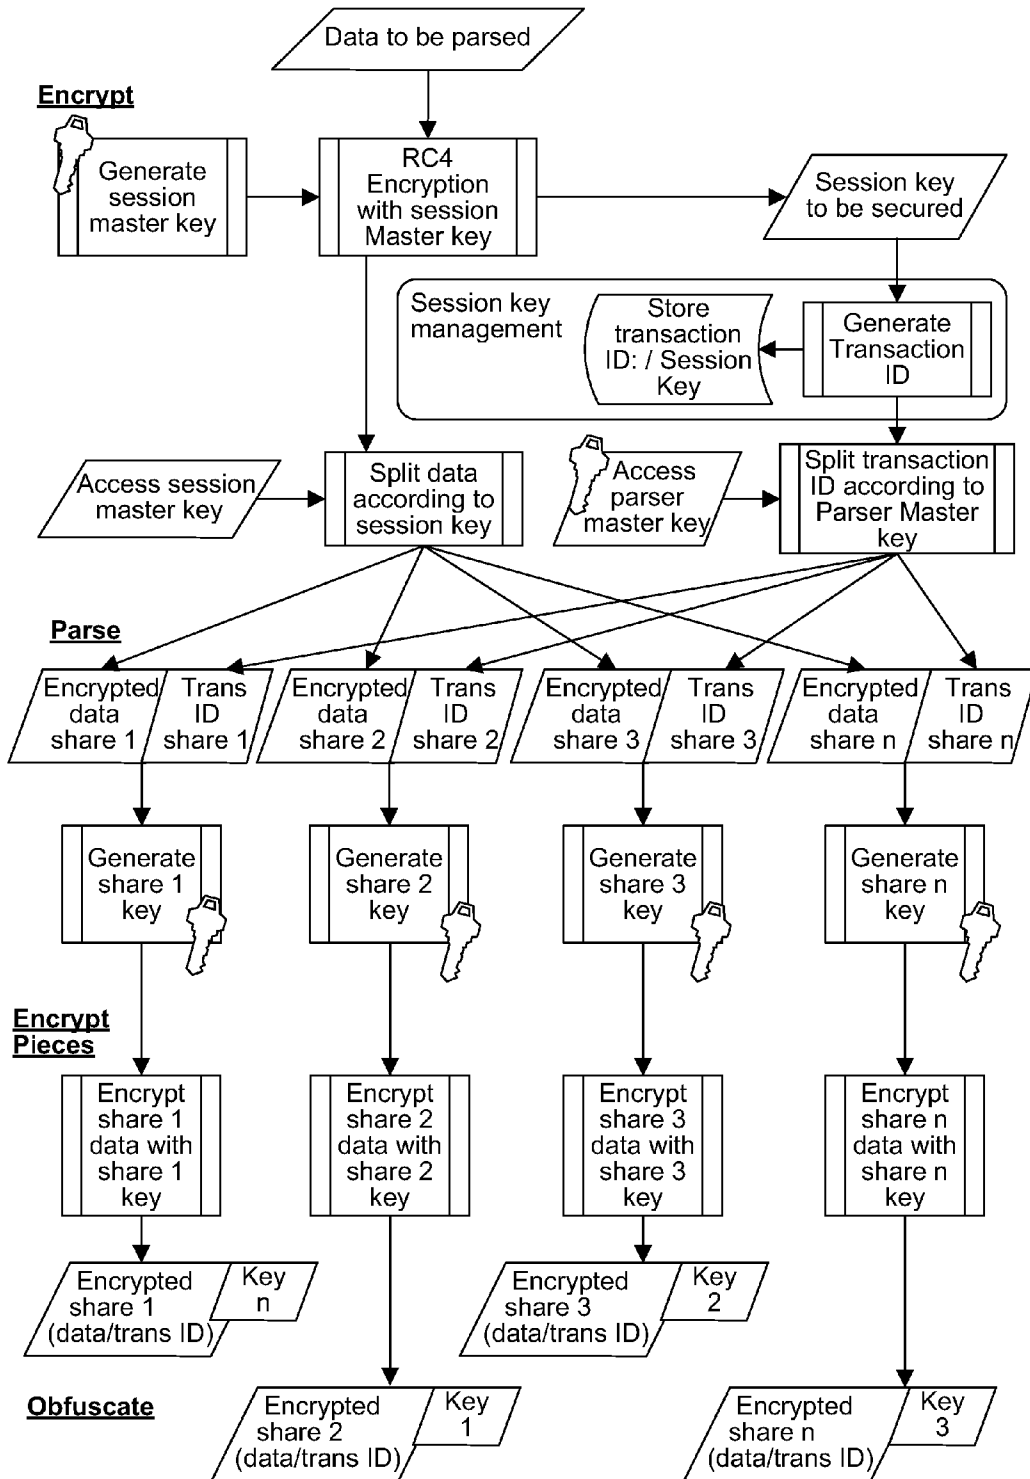 Data to be parsed
Encrypt
Generate
session
master key
RC4
Encryption
with session
Master key
Session key
to be secured
Session key
management
Store
transaction
ID: / Session
Key
Generate
Transaction
ID
Access session
master key
Split data
according to
session key
Access
parser
master key
Split transaction
ID according to
Parser Master
key
Parse
Encrypted
data
share 1
Trans
ID
share 1
Encrypted
data
share 2
Trans
ID
share 2
Encrypted
data
share 3
Trans
ID
share 3
Encrypted
data
share n
Trans
ID
share n
Generate
share 1
key
Generate
share 2
key
Generate
share 3
key
Generate
share n
key
Encrypt
Pieces
Encrypt
share 1
data with
share 1
key
Encrypt
share 2
data with
share 2
key
Encrypt
share 3
data with
share 3
key
Encrypt
share n
data with
share n
key
Encrypted
share 1
(data/trans ID)
Key
n
Encrypted
share 3
(data/trans ID)
Key
2
Obfuscate
Encrypted
share 2
(data/trans ID)
Key
1
Encrypted
share n
(data/trans ID)
Key
3